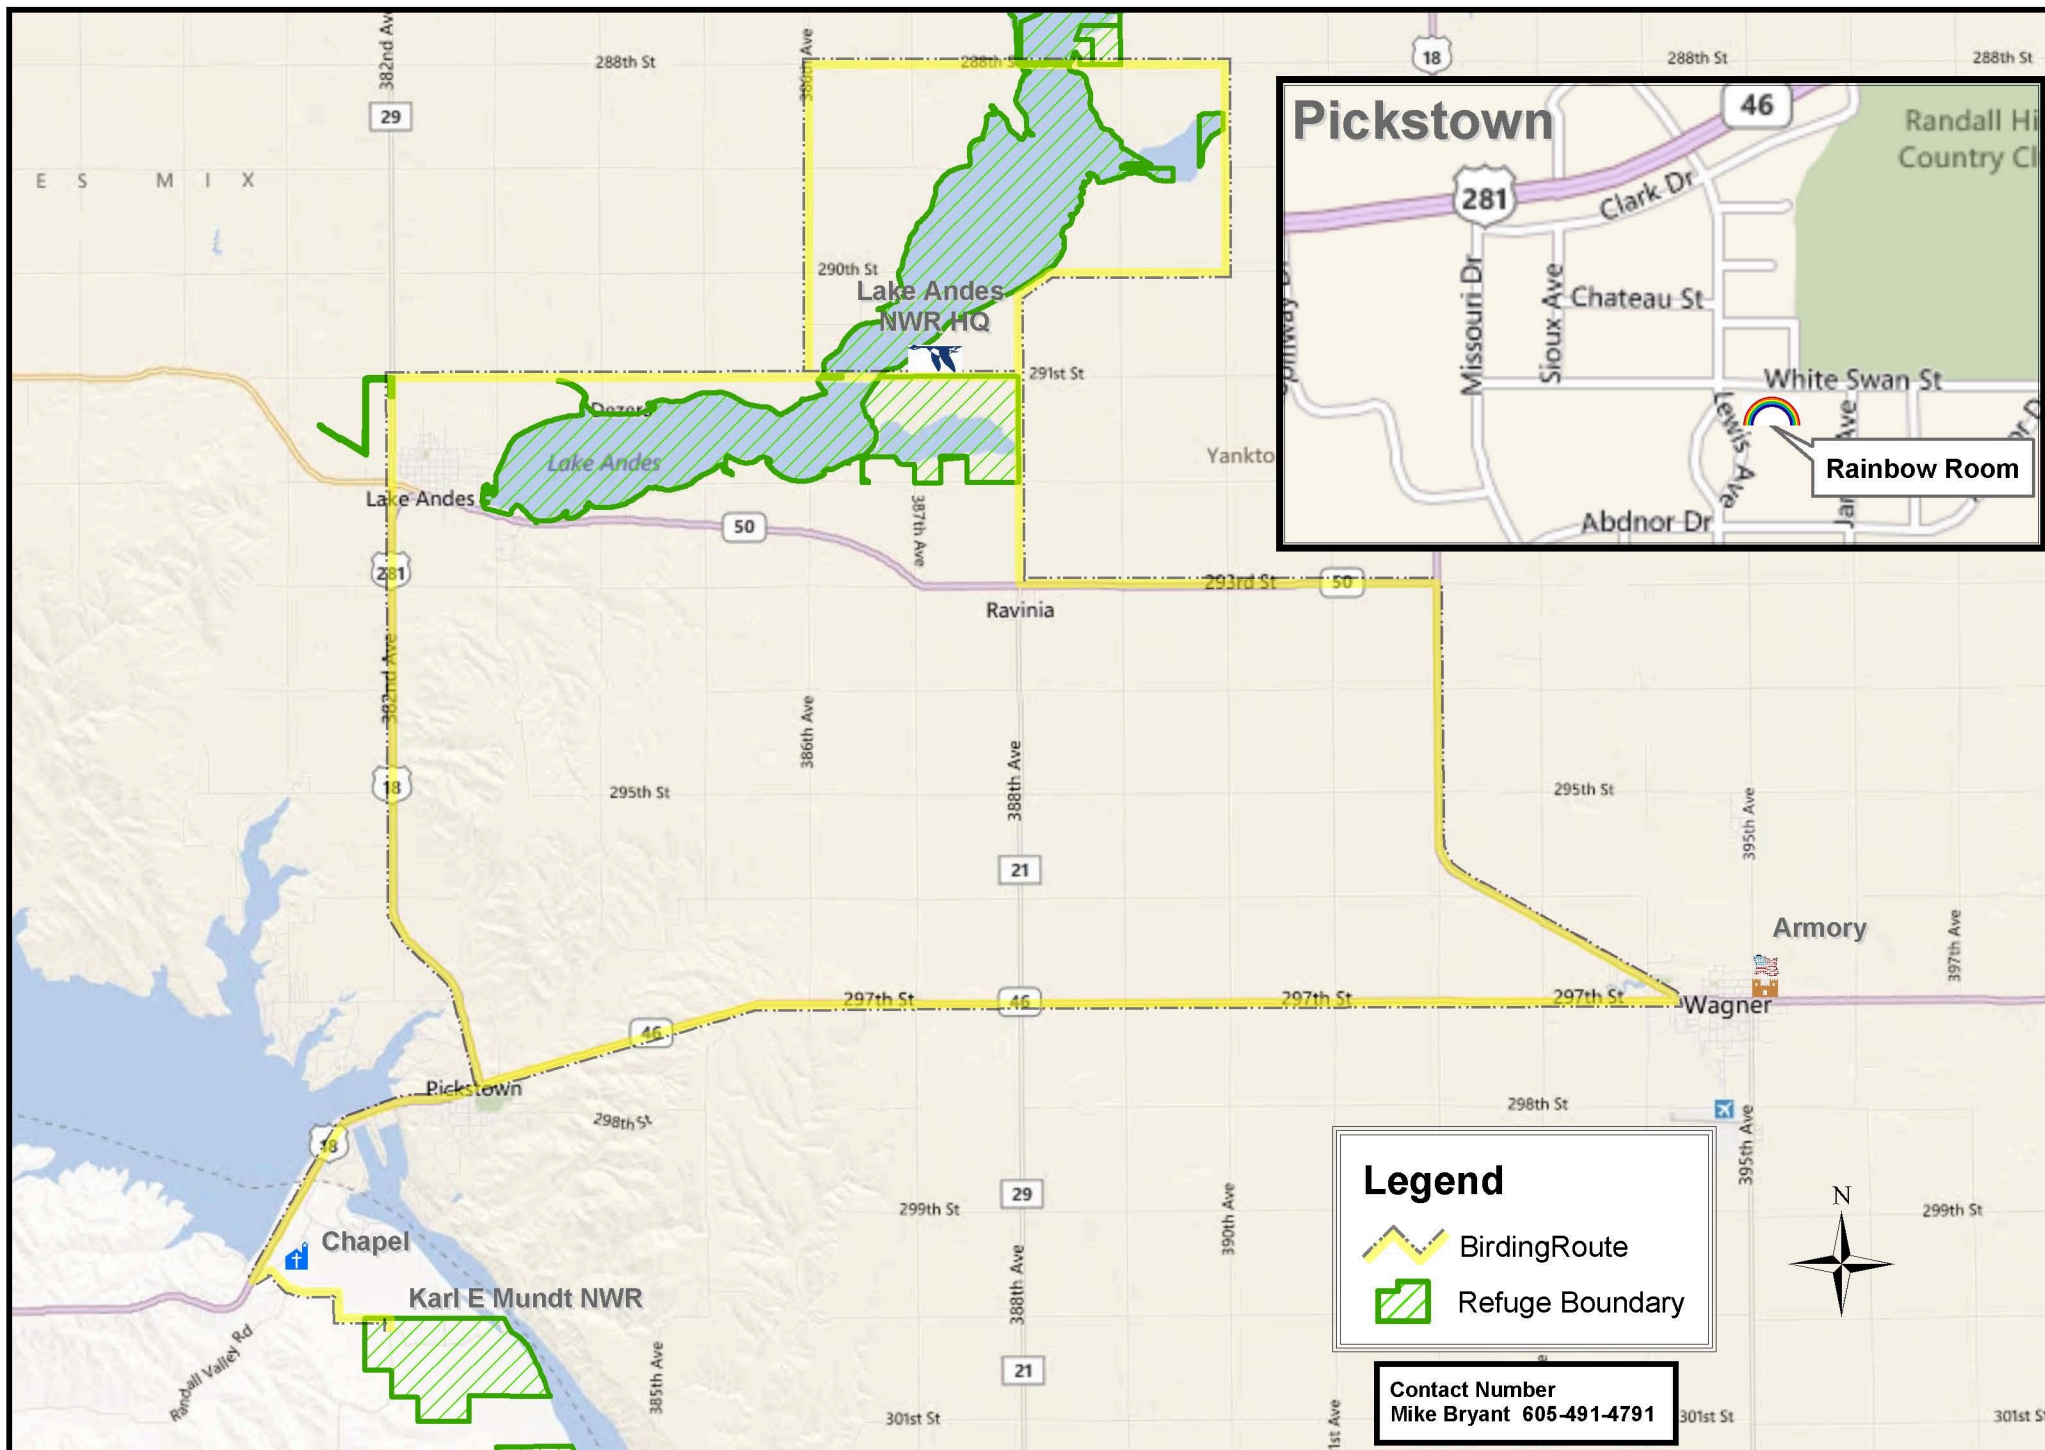 382nd Av
386th Ave
288th St
288th St
18
288th St
288th St
29
E S M I X
Pickstown
46
Randall Hi
Country Cl
281
Clark Dr
Missouri Dr
Sioux Ave
Chateau St
White Swan St
Lewis Ave
Rainbow Room
Abdnor Dr
290th St
Lake Andes
NWR HQ
291st St
Lake Andes
Yankto
Lake Andes
50
387th Ave
281
293rd St
50
Ravinia
382nd Ave
386th Ave
388th Ave
18
295th St
295th St
395th Ave
21
Armory
397th Ave
297th St
46
297th St
297th St
Wagner
46
Pickstown
298th St
298th St
18
395th Ave
29
299th St
390th Ave
299th St
Chapel
388th Ave
Karl E Mundt NWR
Randall Valley Rd
385th Ave
21
301st St
1st Ave
301st St
301st St
Legend
BirdingRoute
Refuge Boundary
N
Contact Number
Mike Bryant 605-491-4791